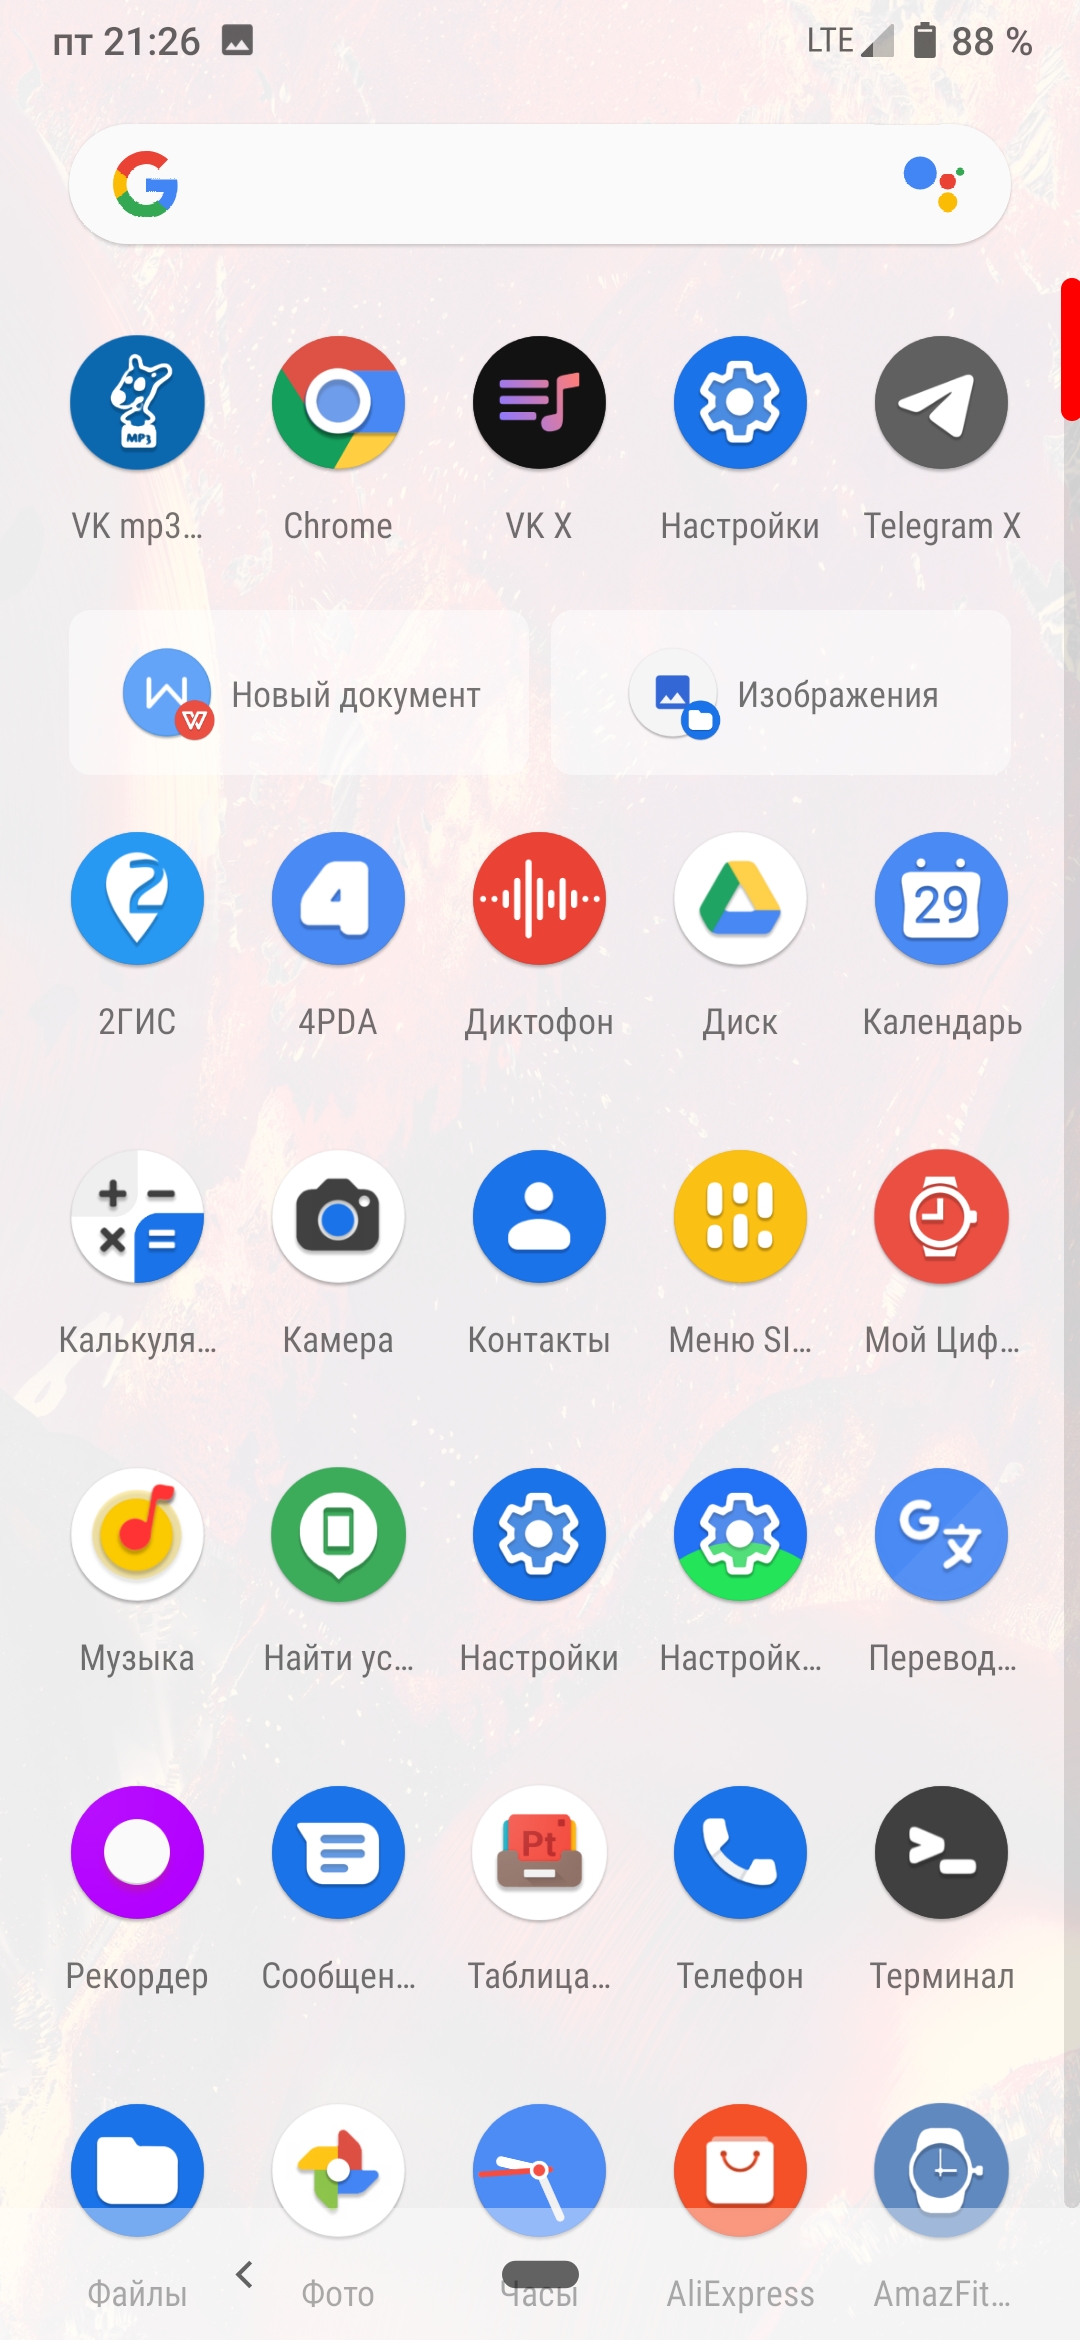 пт 21:26 LTE 88 %
VK mp3... Chrome VK X Настройки Telegram X
Новый документ Изображения
2ГИС 4PDA Диктофон Диск Календарь
29
Калькуля... Камера Контакты Меню SI... Мой Циф...
Музыка Найти ус... Настройки Настройк... Перевод...
Pt
Рекордер Сообщен... Таблица... Телефон Терминал
Файлы Фото Часы AliExpress AmazFit...